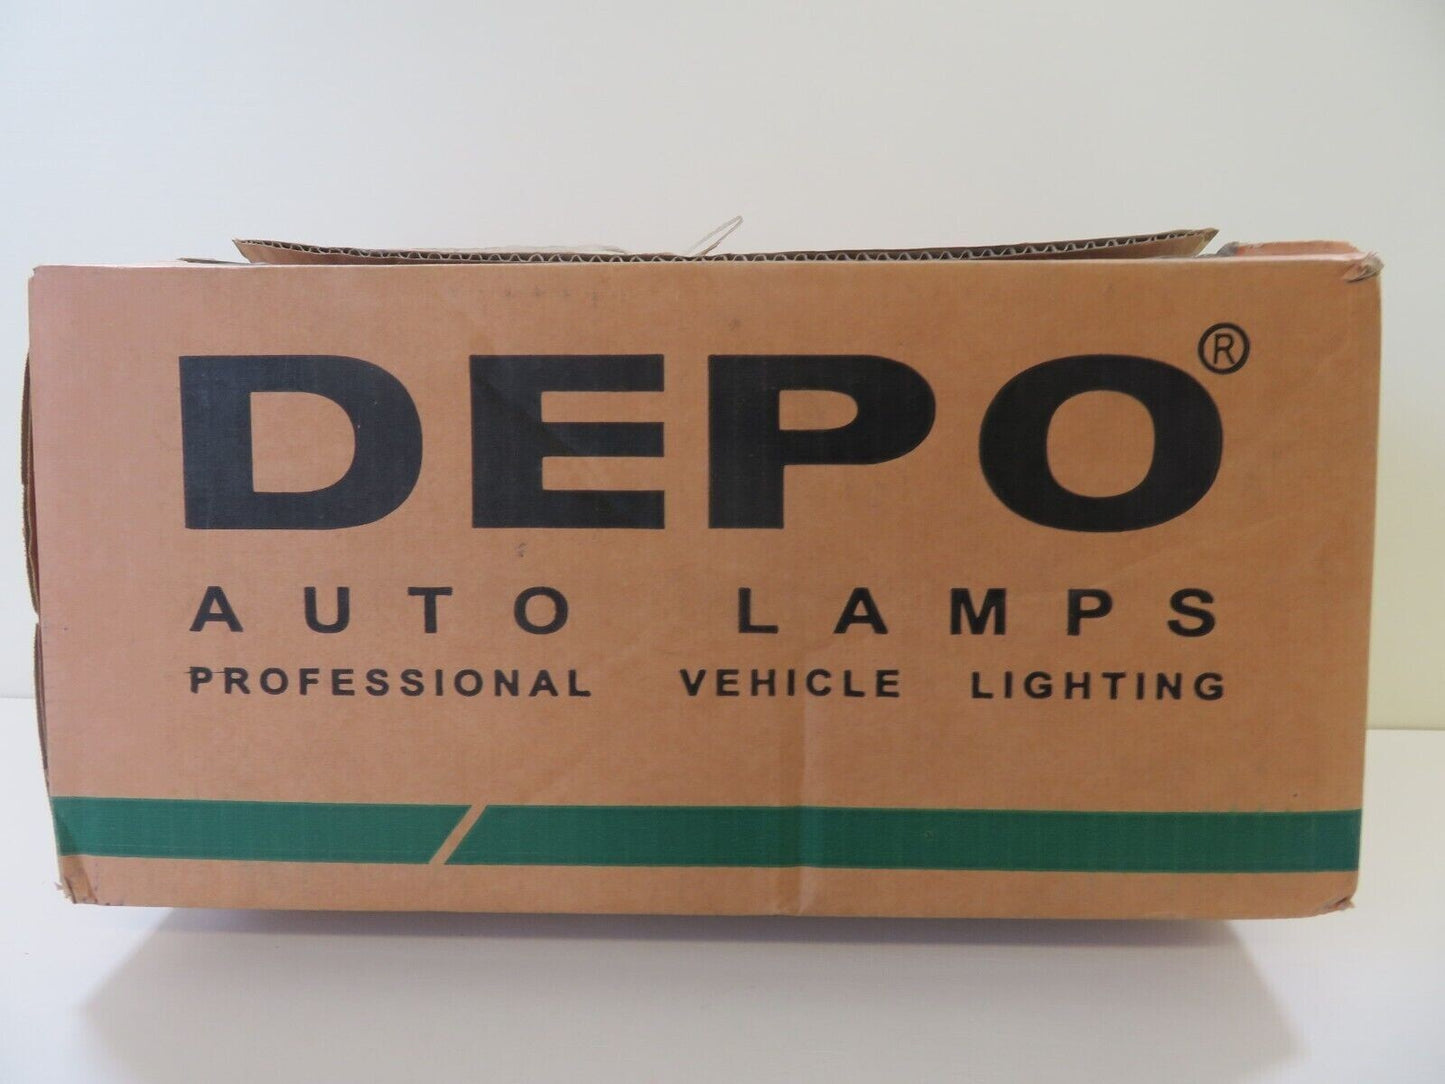 DEPO®
AUTO LAMPS
PROFESSIONAL VEHICLE LIGHTING